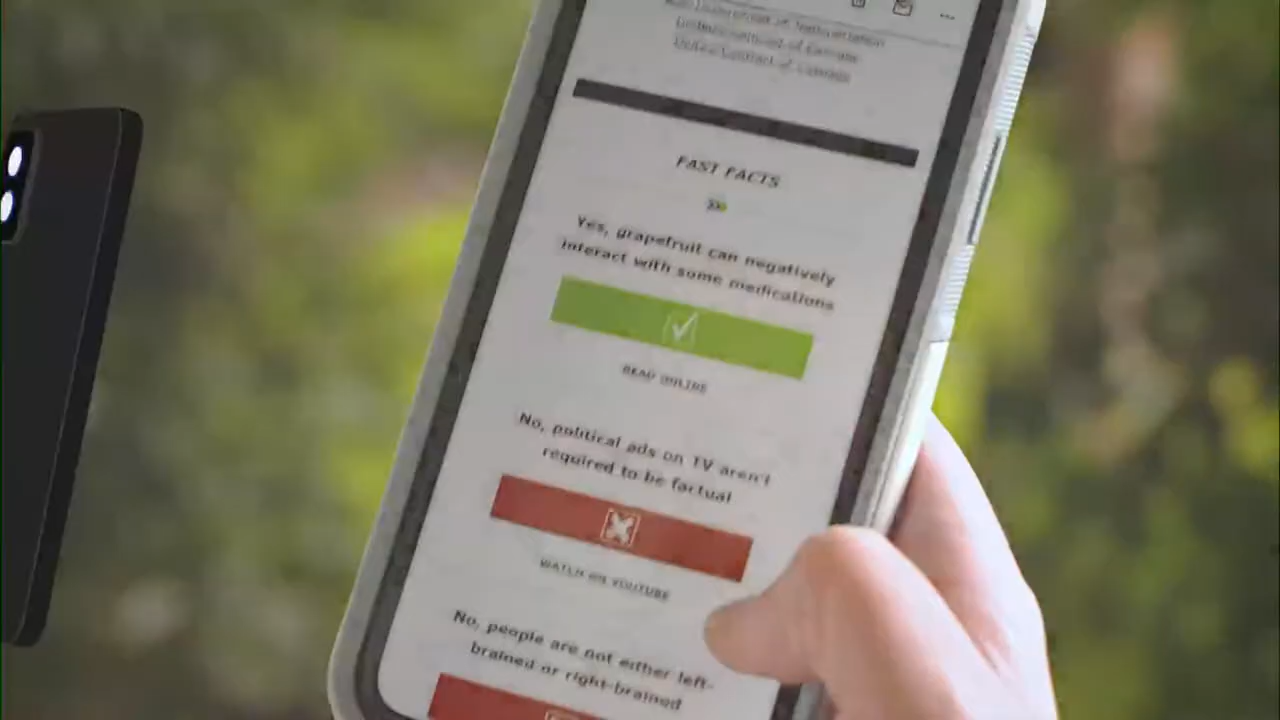 FAST FACTS
Yes, grapefruit can negatively
interact with some medications
READ ONLINE
No, political ads on TV aren't
required to be factual
WATCH ON YOUTUBE
No, people are not either left-
brained or right-brained